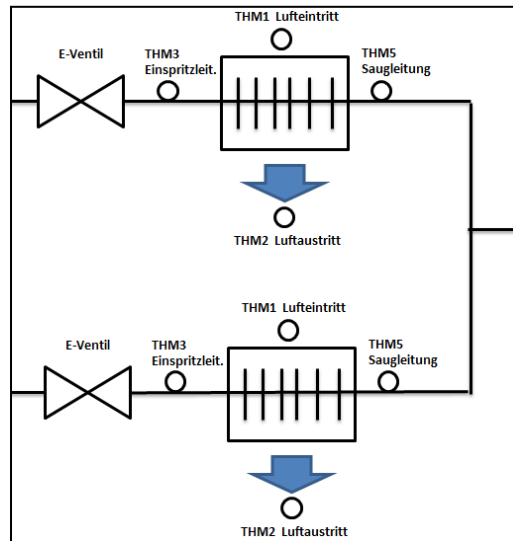 THM1 Lufteintritt
E-Ventil
THM3
Einspritzleit.
THM5
Saugleitung
THM2 Luftaustritt
THM1 Lufteintritt
E-Ventil
THM3
Einspritzleit.
THM5
Saugleitung
THM2 Luftaustritt